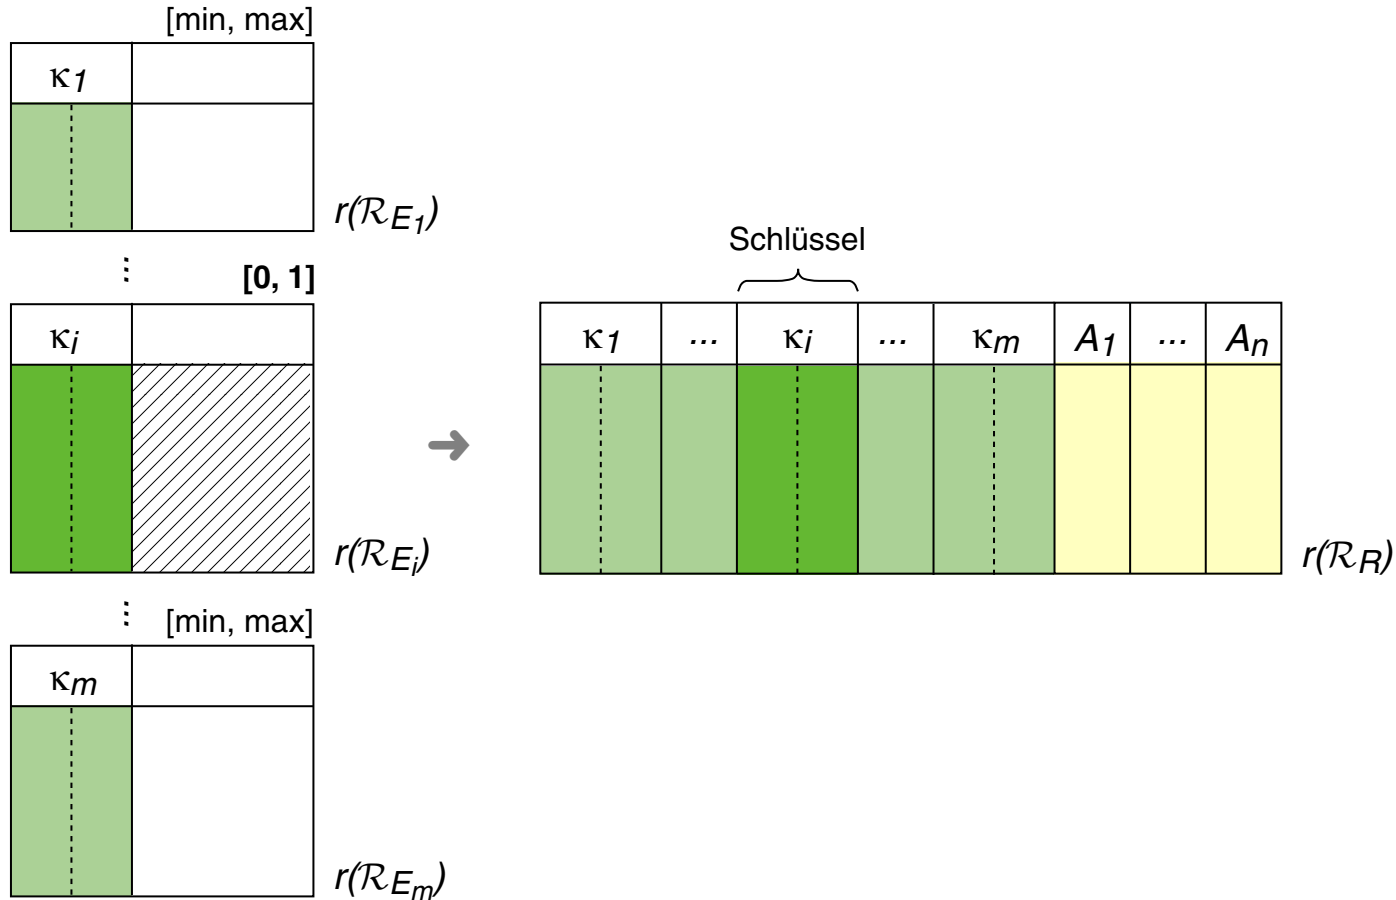 [min, max]
κ1
r(ℛE1)
⋮
[0, 1]
κi
r(ℛEi)
⋮
[min, max]
κm
r(ℛEm)
➜
Schlüssel
κ1 ... κi ... κm A1 ... An
r(ℛR)